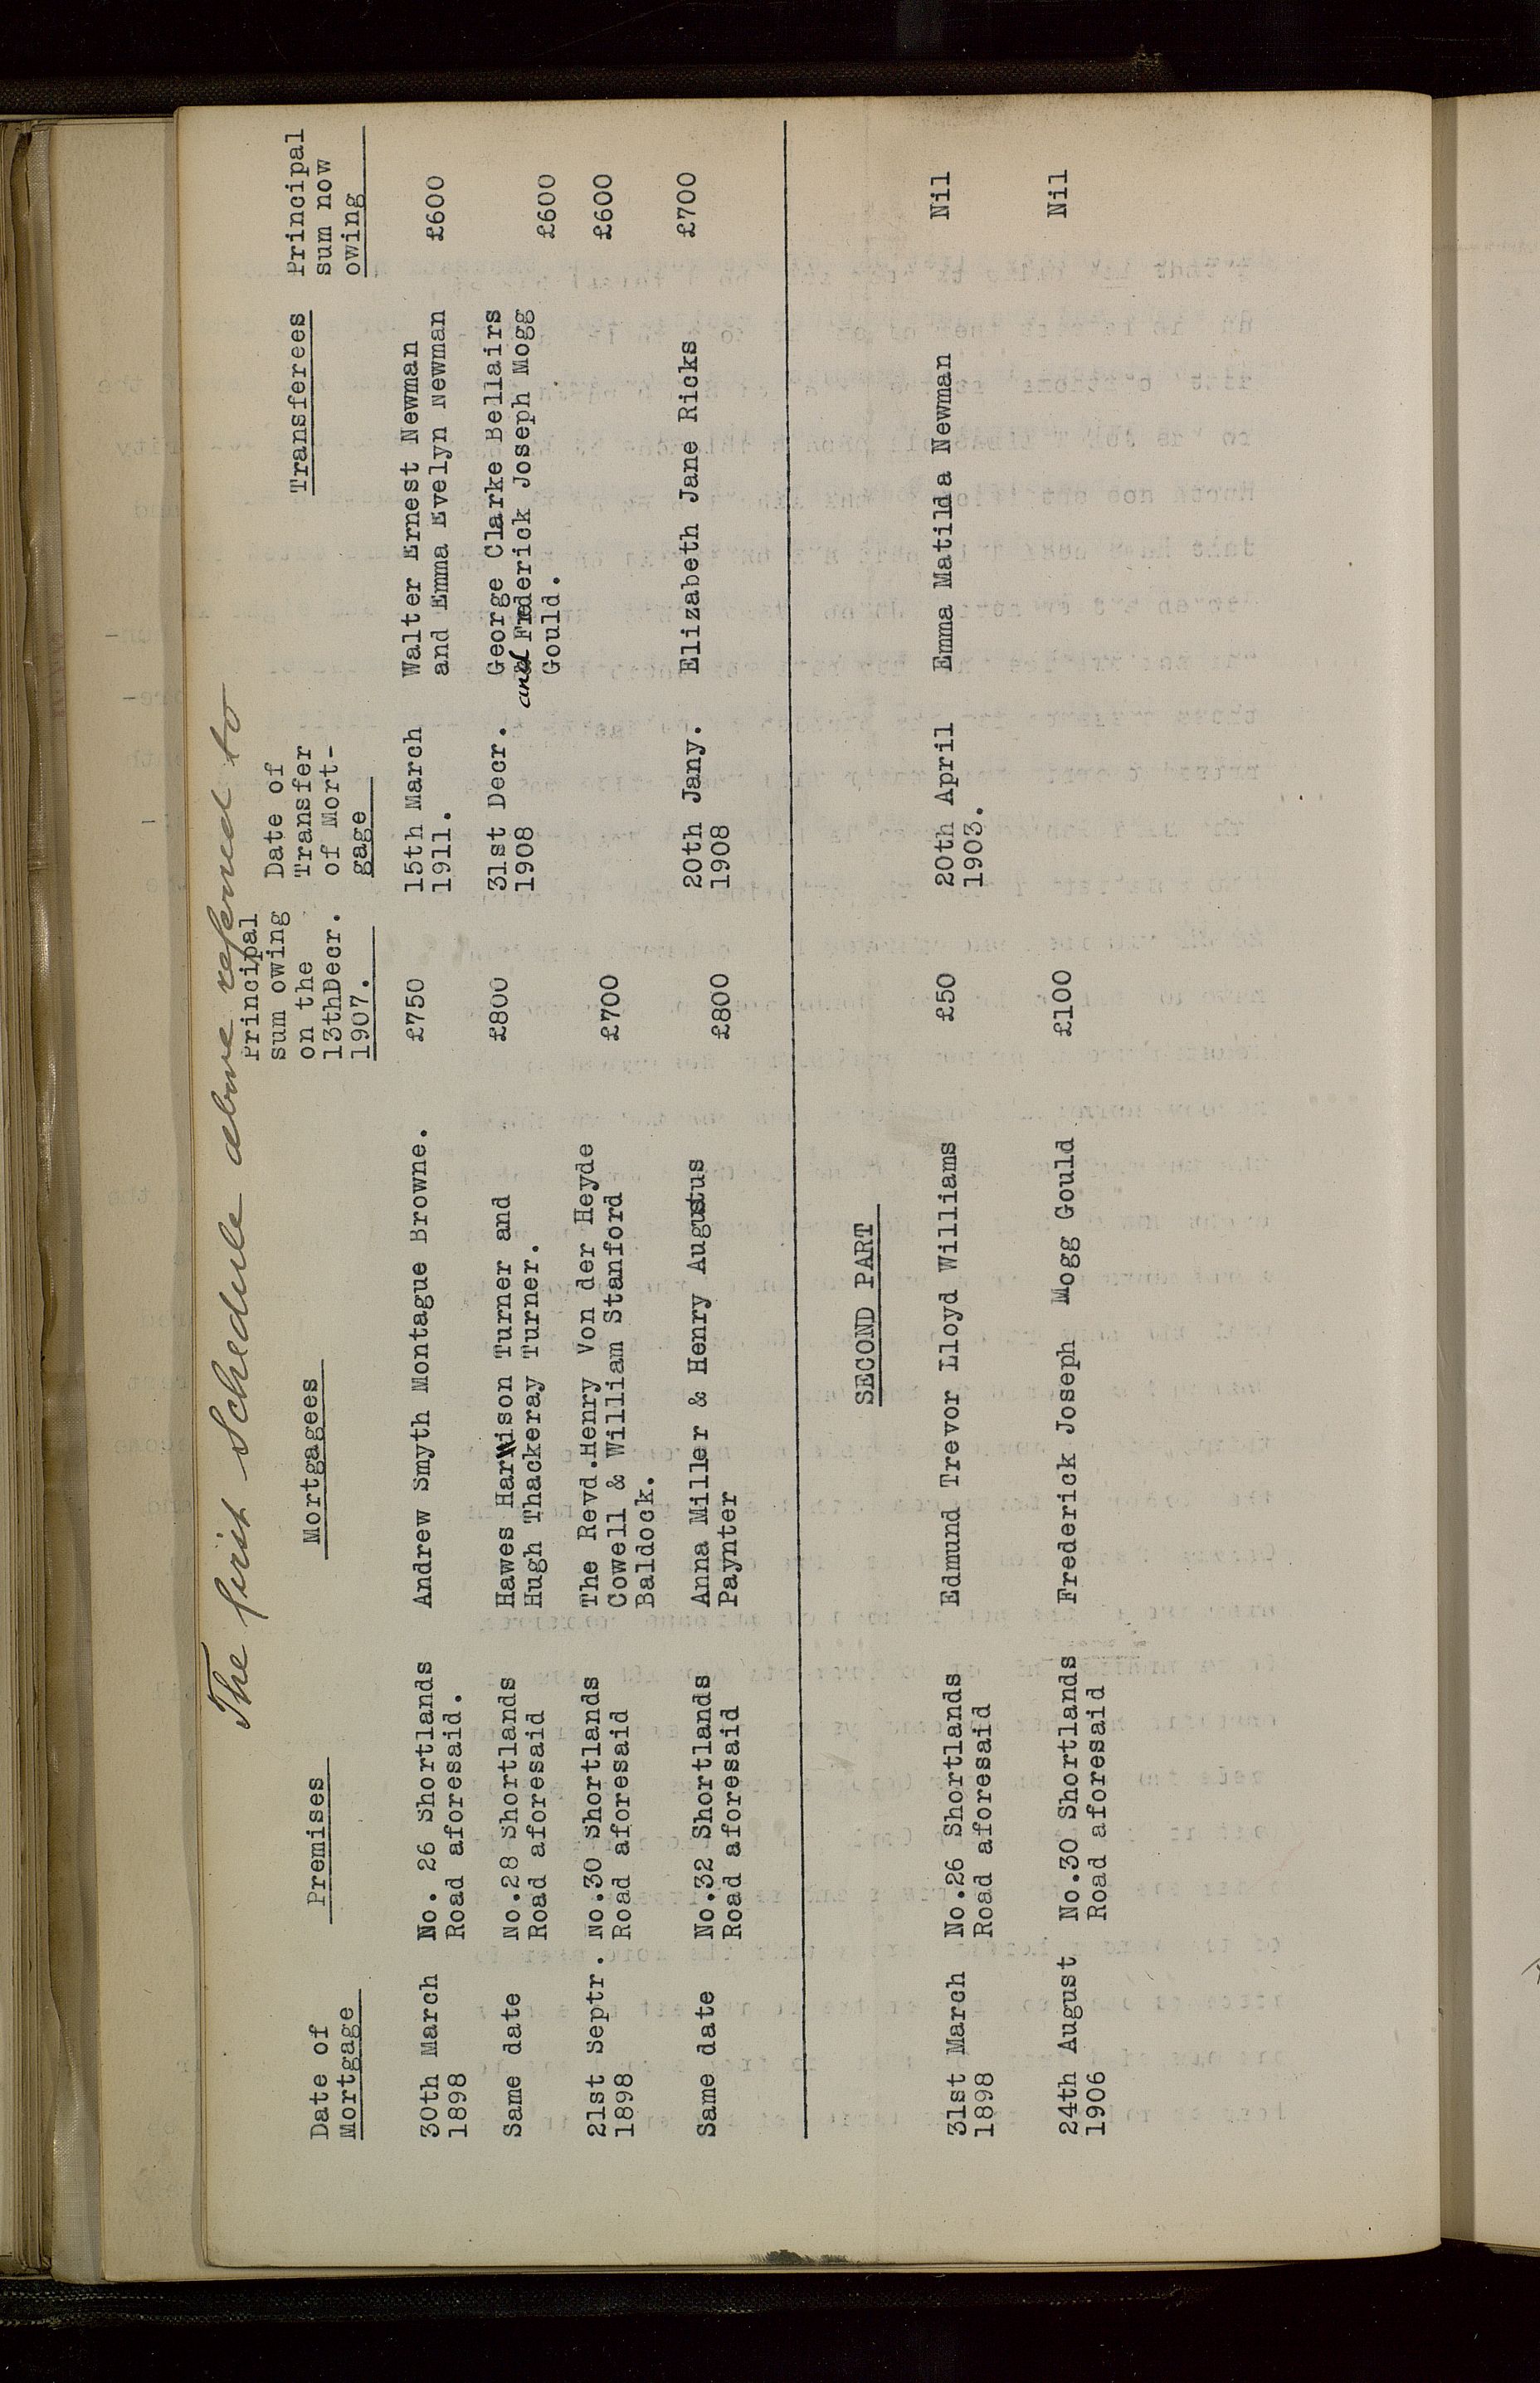 The first Schedule above referred to
Date of Mortgage | Premises | Mortgagees | Principal sum owing on the 13thDecr. 1907. | Date of Transfer of Mort-gage | Transferees | Principal sum now owing
30th March | No. 26 Shortlands | Andrew Smyth Montague Browne. | £750 | 15th March | Walter Ernest Newman
1898 | Road aforesaid. | 1911. | and Emma Evelyn Newman | £600
Same date | No.28 Shortlands | Hawes Harrison Turner and | £800 | 31st Decr. | George Clarke Bellairs
Road aforesaid | Hugh Thackeray Turner. | 1908 | and Frederick Joseph Mogg
Gould. | £600
21st Septr. | No.30 Shortlands | The Revd.Henry Von der Heyde | £600
1898 | Road aforesaid | Cowell & William Stanford | £700
Baldock.
Same date | No.32 Shortlands | Anna Miller & Henry Augustus | 20th Jany. | Elizabeth Jane Ricks | £700
Road aforesaid | Paynter | £800 | 1908
SECOND PART
31st March | No.26 Shortlands | Edmund Trevor Lloyd Williams | £50 | 20th April | Emma Matilda Newman | Nil
1898 | Road aforesaid | 1903.
24th August | No.30 Shortlands | Frederick Joseph Mogg Gould | £100 | Nil
1906 | Road aforesaid